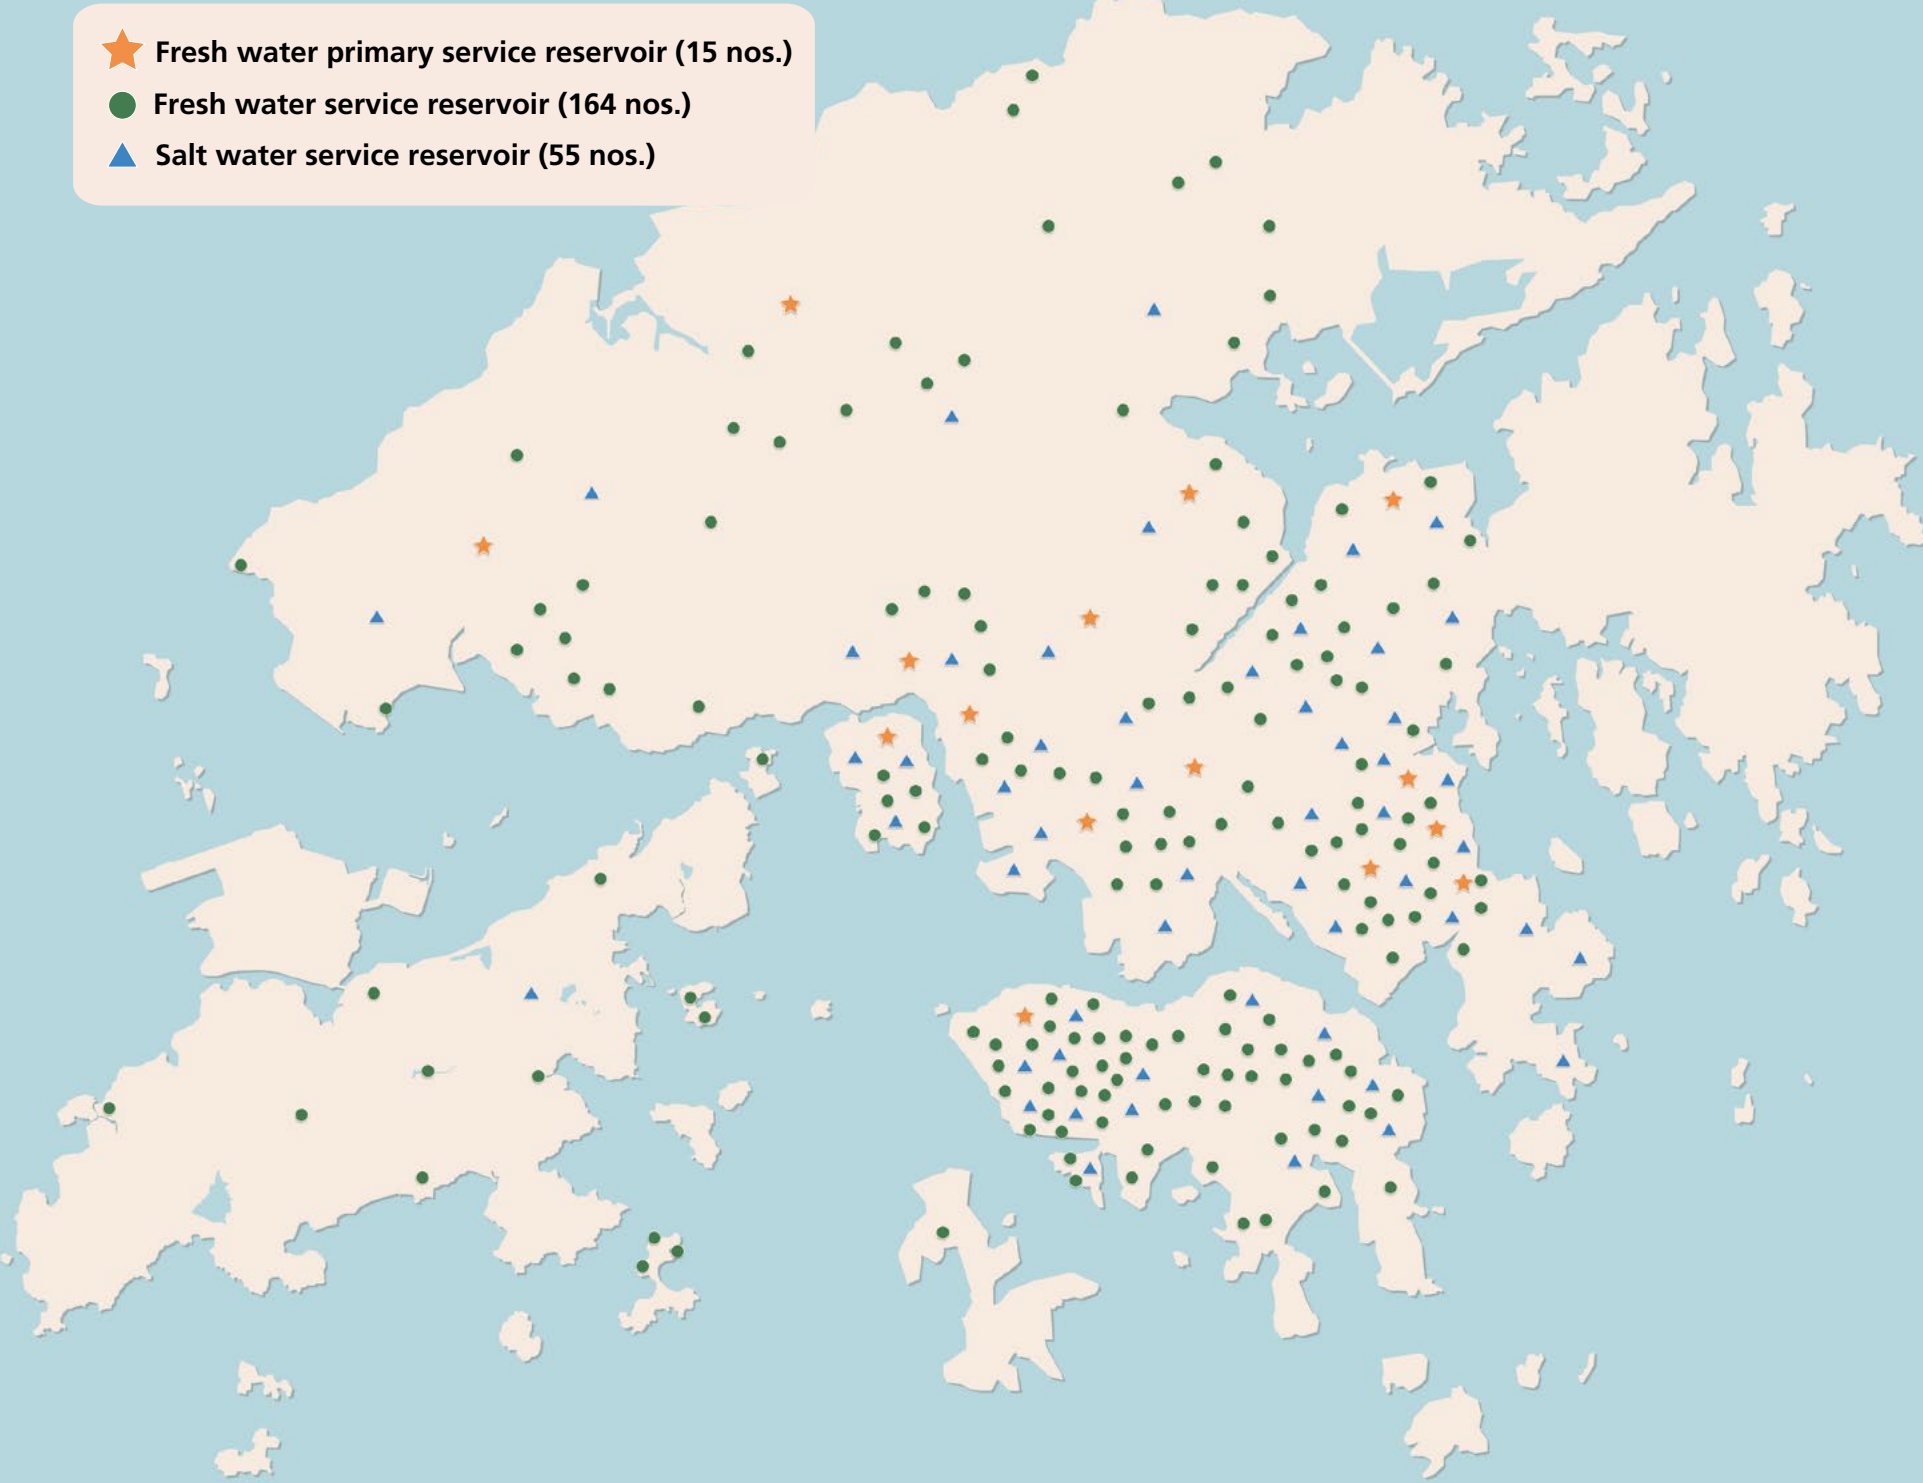 Fresh water primary service reservoir (15 nos.)
Fresh water service reservoir (164 nos.)
Salt water service reservoir (55 nos.)